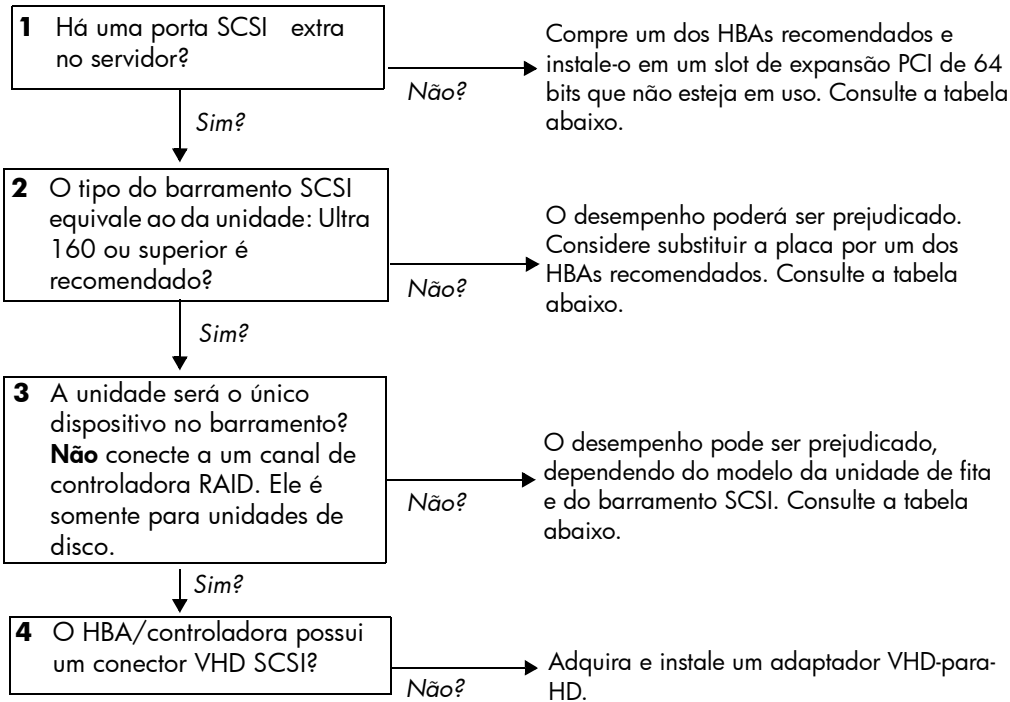 1 Há uma porta SCSI extra
no servidor?
Não?
Compre um dos HBAs recomendados e
instale-o em um slot de expansão PCI de 64
bits que não esteja em uso. Consulte a tabela
abaixo.
Sim?
2 O tipo do barramento SCSI
equivale ao da unidade: Ultra
160 ou superior é
recomendado?
Não?
O desempenho poderá ser prejudicado.
Considere substituir a placa por um dos
HBAs recomendados. Consulte a tabela
abaixo.
Sim?
3 A unidade será o único
dispositivo no barramento?
Não conecte a um canal de
controladora RAID. Ele é
somente para unidades de
disco.
Não?
O desempenho pode ser prejudicado,
dependendo do modelo da unidade de fita
e do barramento SCSI. Consulte a tabela
abaixo.
Sim?
4 O HBA/controladora possui
um conector VHD SCSI?
Não?
Adquira e instale um adaptador VHD-para-
HD.